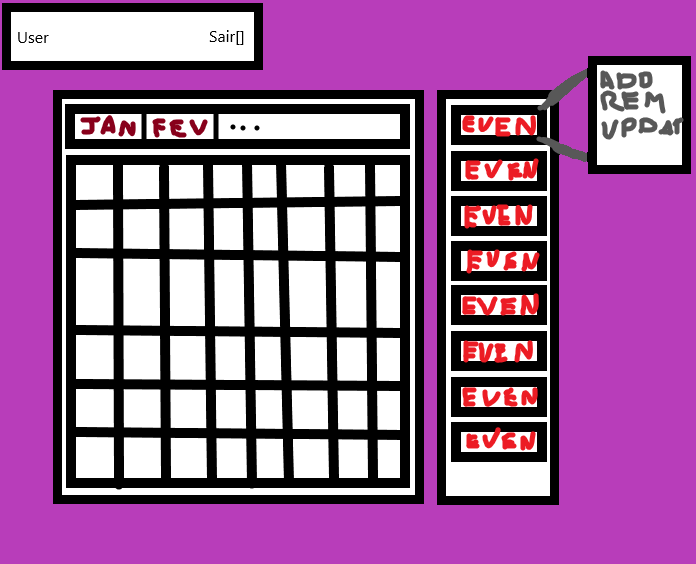 User Sair[]
JAN FEV ...
EVEN
EVEN
EVEN
EVEN
EVEN
EVEN
EVEN
EVEN
ADD
REM
UPDAT